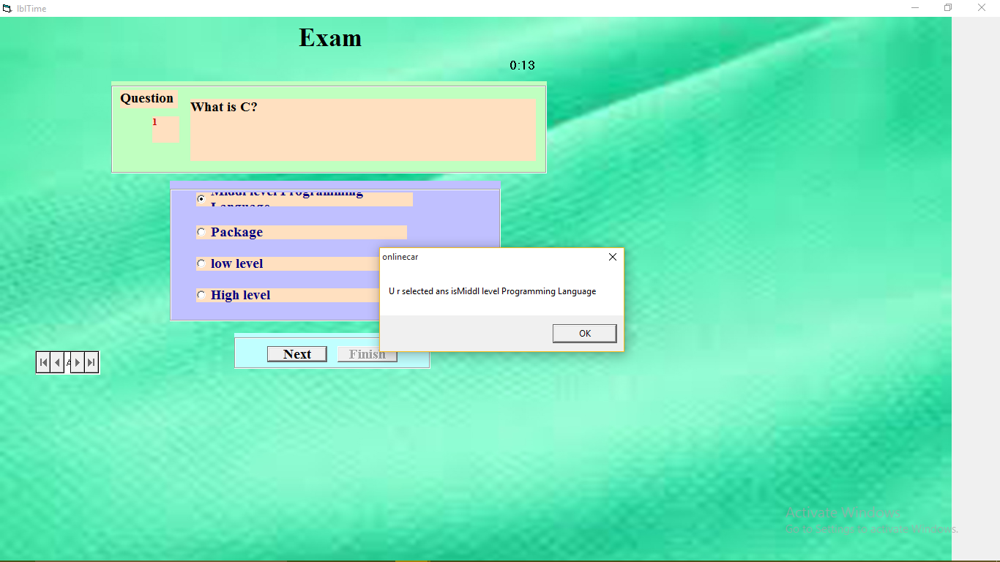 lblTime
Exam
0:13
Question
What is C?
1
Middl level Programming
Language
Package
low level
High level
onlinecar
U r selected ans isMiddl level Programming Language
OK
Next
Finish
Activate Windows
Go to Settings to activate Windows.